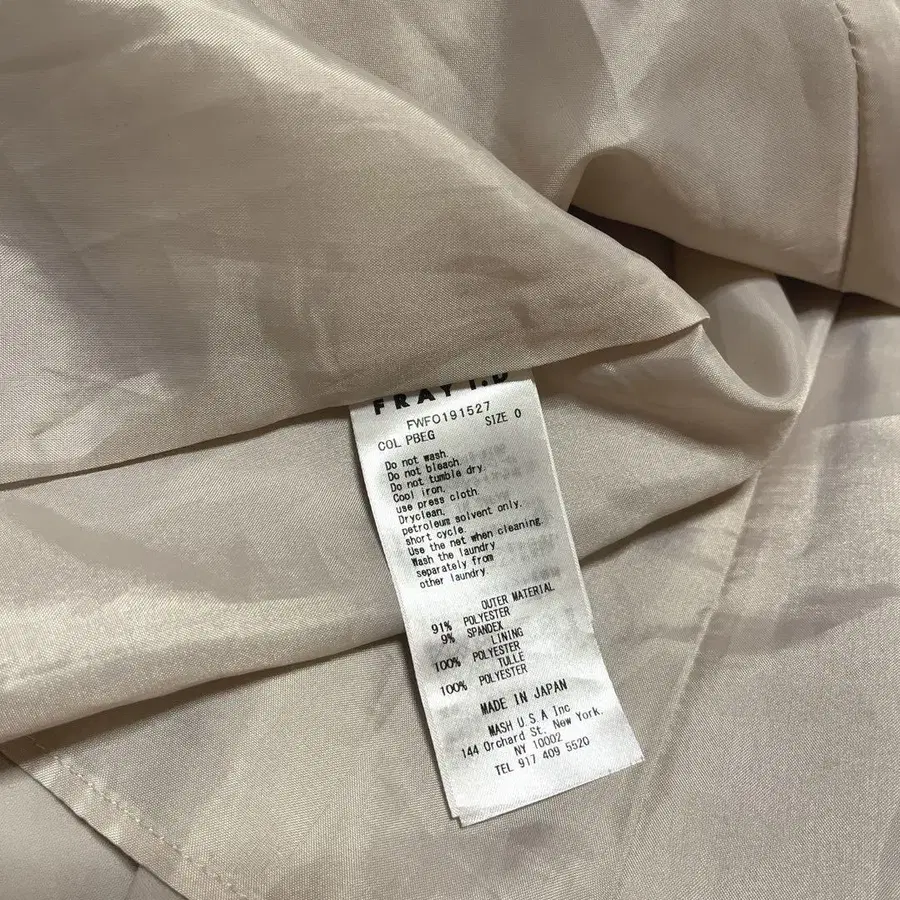 FRAY I.D
FWFO191527
COL PBEG SIZE 0
Do not wash.
Do not bleach.
Do not tumble dry.
Cool iron,
use press cloth.
Dryclean,
petroleum solvent only.
short cycle.
Use the net when cleaning.
Wash the laundry
separately from
other laundry.
OUTER MATERIAL
91% POLYESTER
9% SPANDEX
LINING
100% POLYESTER
TULLE
100% POLYESTER
MADE IN JAPAN
MASH U.S.A Inc
144 Orchard St. New York.
NY 10002
TEL 917 409 5520